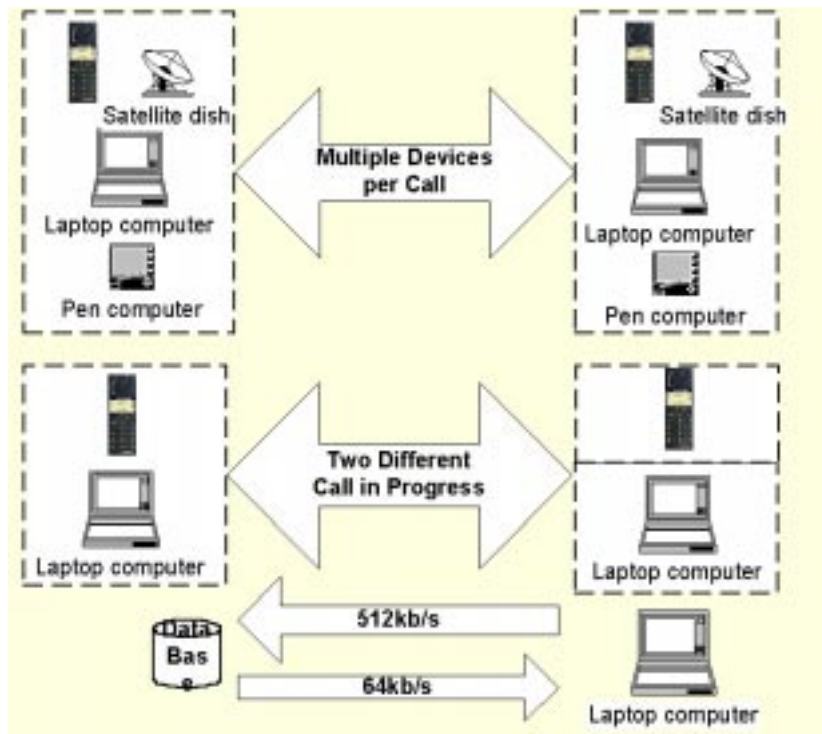 Satellite dish
Laptop computer
Pen computer
Multiple Devices
per Call
Satellite dish
Laptop computer
Pen computer
Laptop computer
Two Different
Call in Progress
Laptop computer
512kb/s
Data
Bas
e
64kb/s
Laptop computer